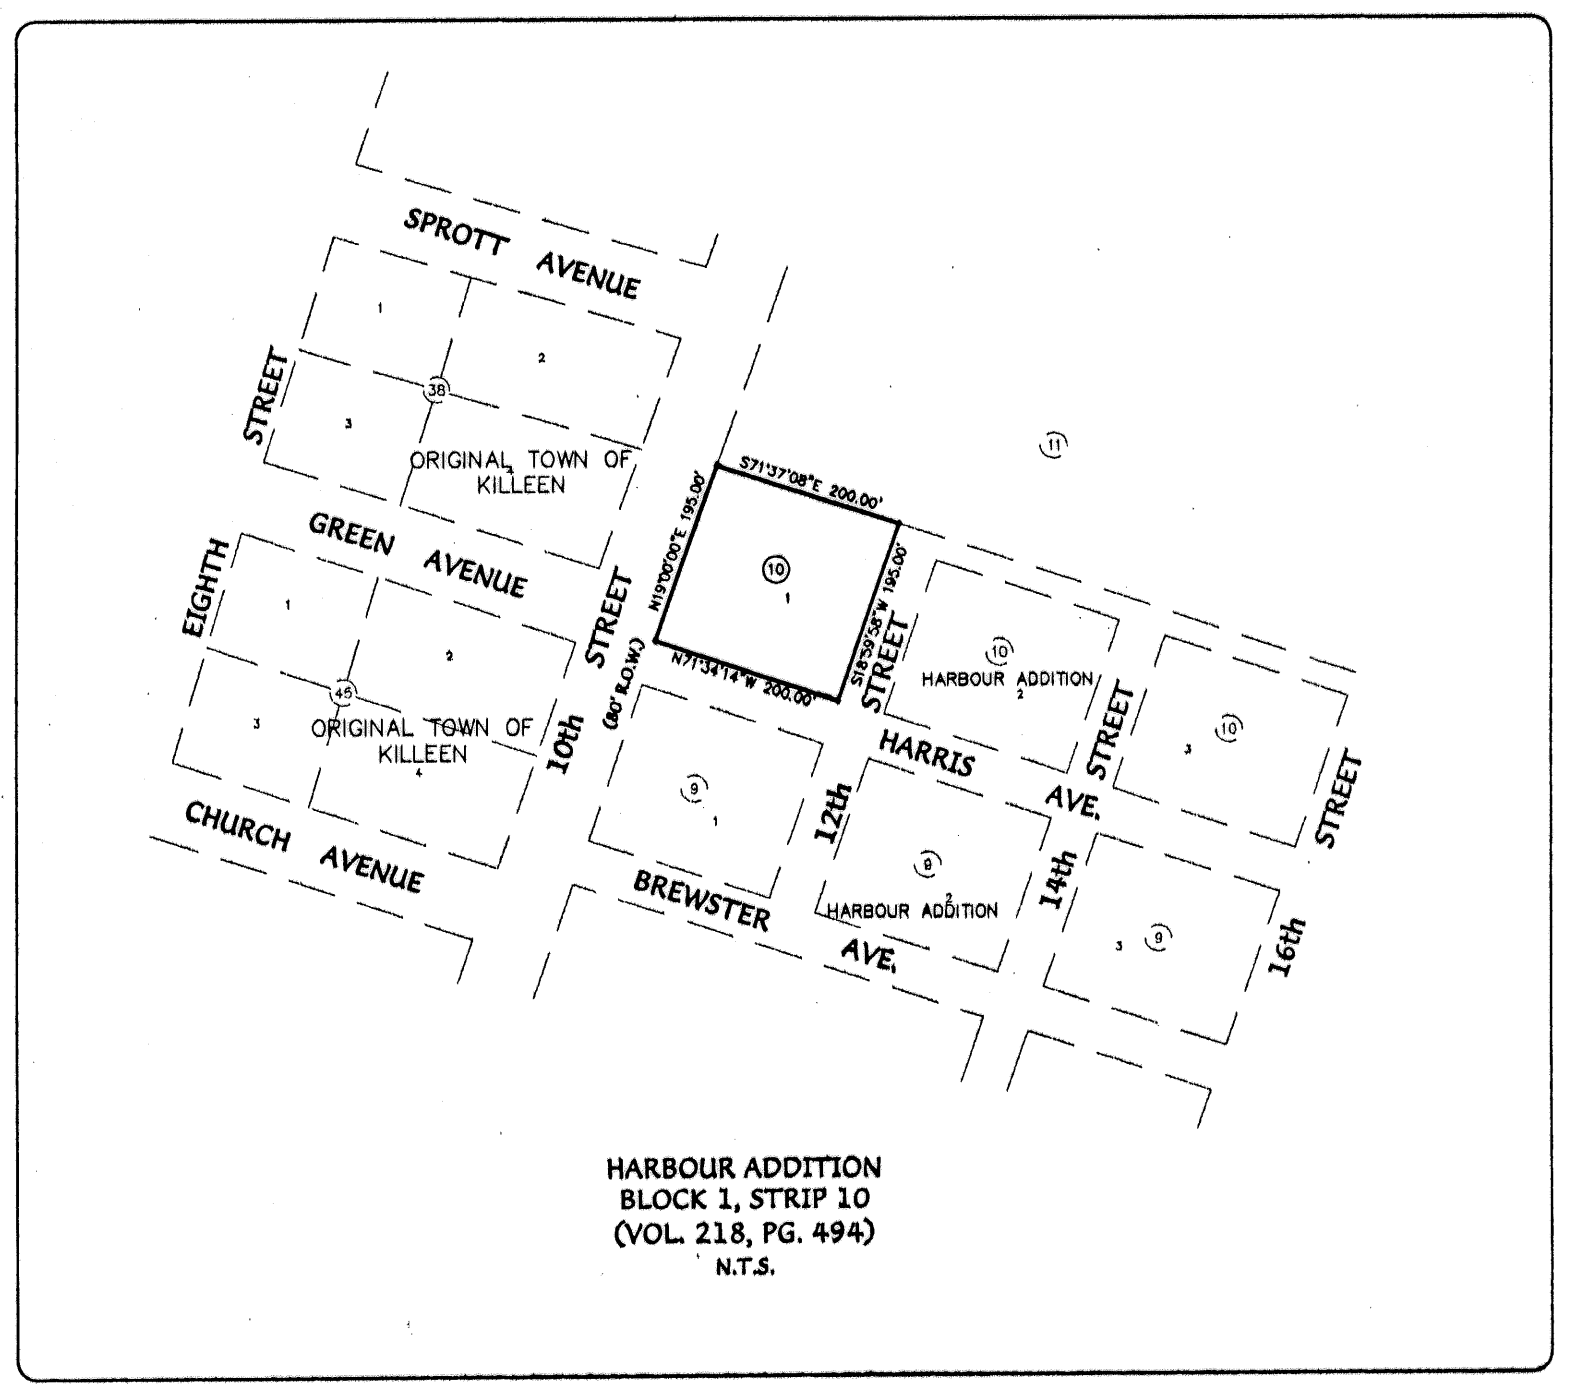 SPROTT AVENUE
1
2
38
3
4
ORIGINAL TOWN OF
KILLEEN
STREET
EIGHTH
GREEN AVENUE
1
2
3
ORIGINAL TOWN OF
KILLEEN
4
CHURCH AVENUE
STREET
10th
(80' R.O.W.)
S71°37'08"E 200.00'
N19°00'00"E 195.00'
10
1
S18°59'58"W 195.00'
N71°34'14"W 200.00'
11
STREET
12th
10
HARBOUR ADDITION
2
HARRIS AVE.
STREET
14th
10
3
STREET
16th
9
1
9
2
HARBOUR ADDITION
9
3
BREWSTER AVE.
HARBOUR ADDITION
BLOCK 1, STRIP 10
(VOL. 218, PG. 494)
N.T.S.